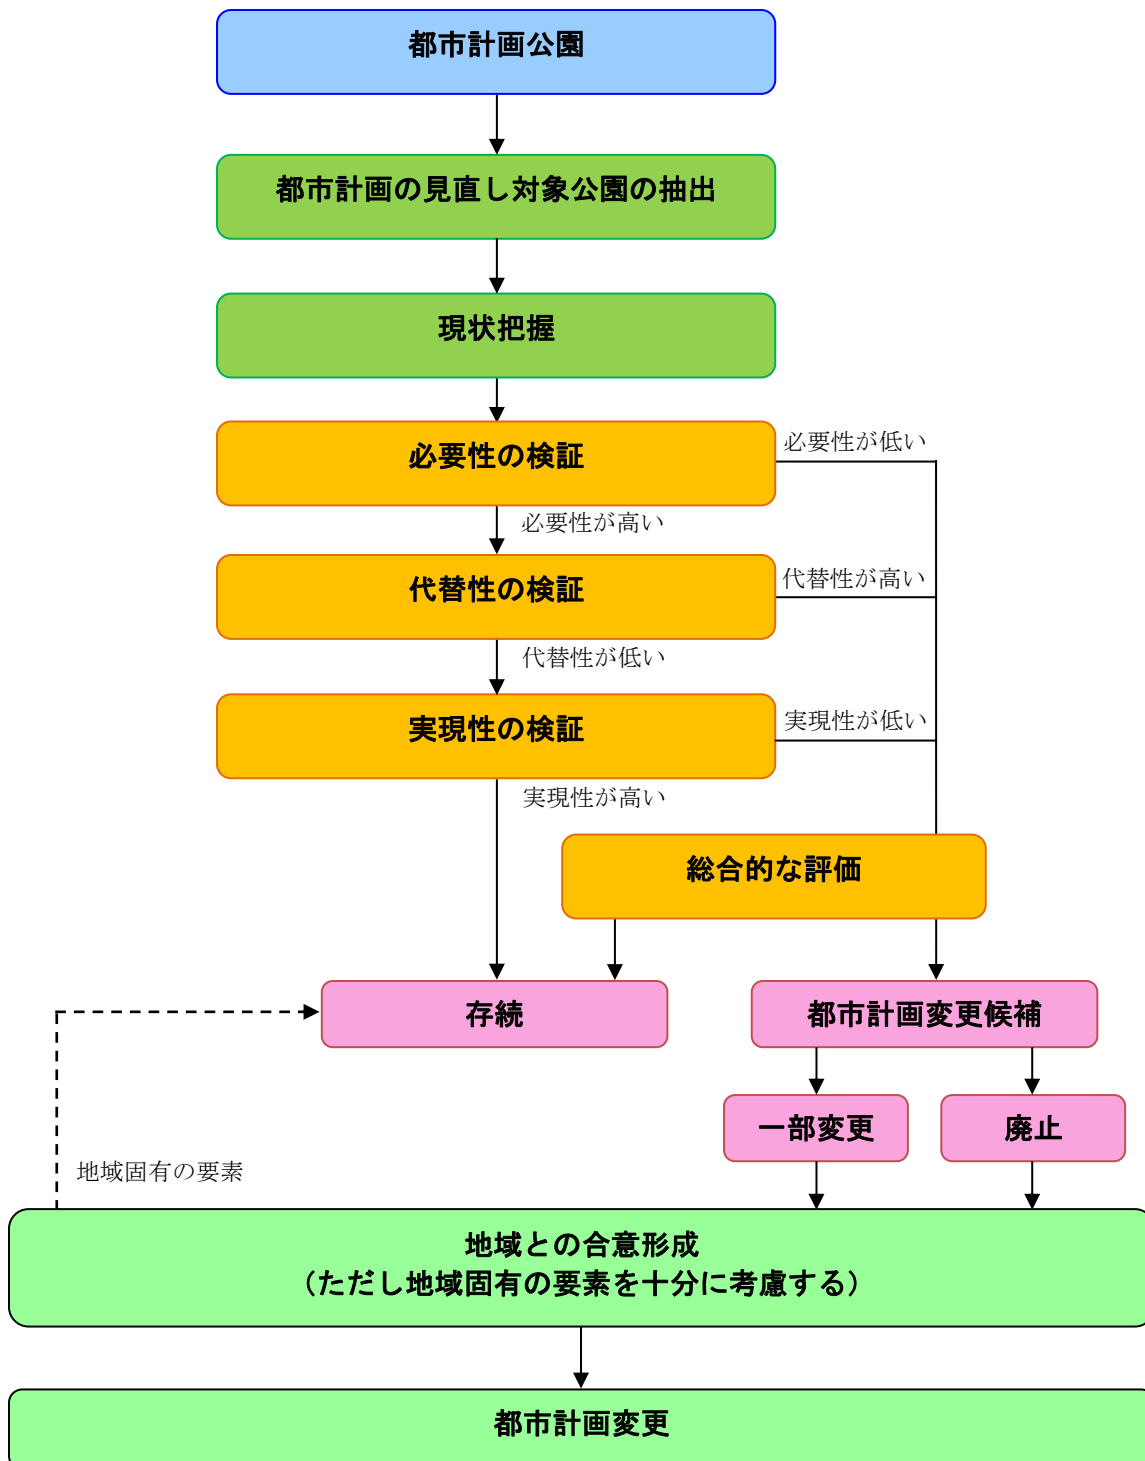 都市計画公園
都市計画の見直し対象公園の抽出
現状把握
必要性の検証
必要性が低い
必要性が高い
代替性の検証
代替性が高い
代替性が低い
実現性の検証
実現性が低い
実現性が高い
総合的な評価
存続
都市計画変更候補
一部変更
廃止
地域固有の要素
地域との合意形成
（ただし地域固有の要素を十分に考慮する）
都市計画変更